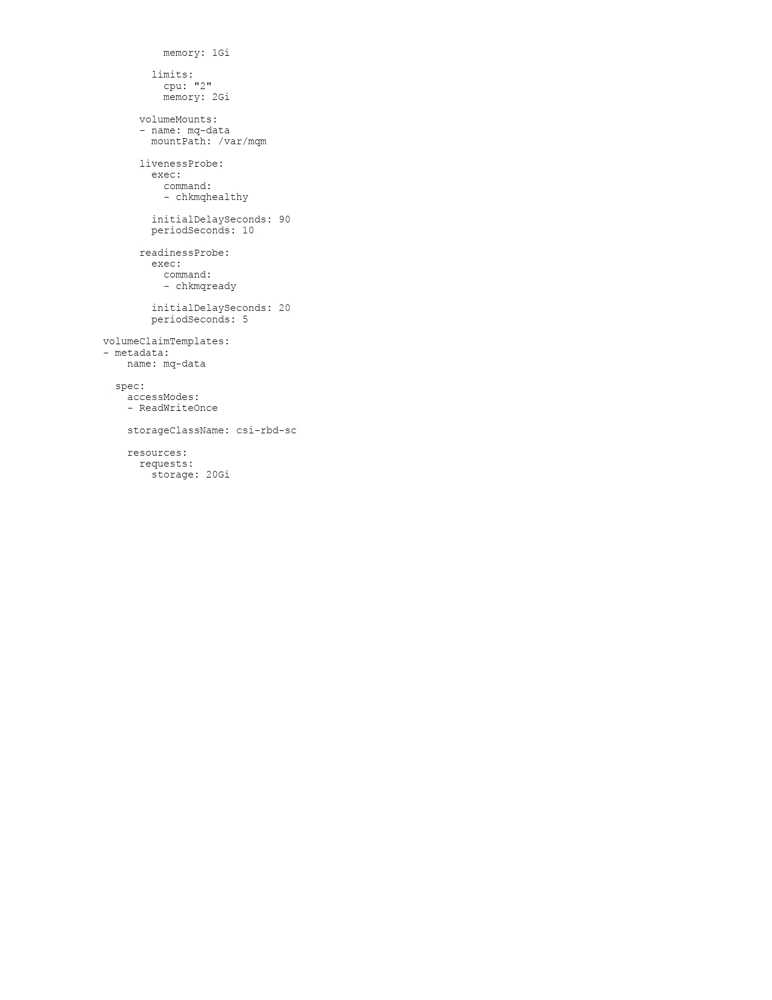 memory: 1Gi

        limits:
          cpu: "2"
          memory: 2Gi

      volumeMounts:
      - name: mq-data
        mountPath: /var/mqm

      livenessProbe:
        exec:
          command:
          - chkmqhealthy

        initialDelaySeconds: 90
        periodSeconds: 10

      readinessProbe:
        exec:
          command:
          - chkmqready

        initialDelaySeconds: 20
        periodSeconds: 5

volumeClaimTemplates:
- metadata:
    name: mq-data

  spec:
    accessModes:
    - ReadWriteOnce

    storageClassName: csi-rbd-sc

    resources:
      requests:
        storage: 20Gi